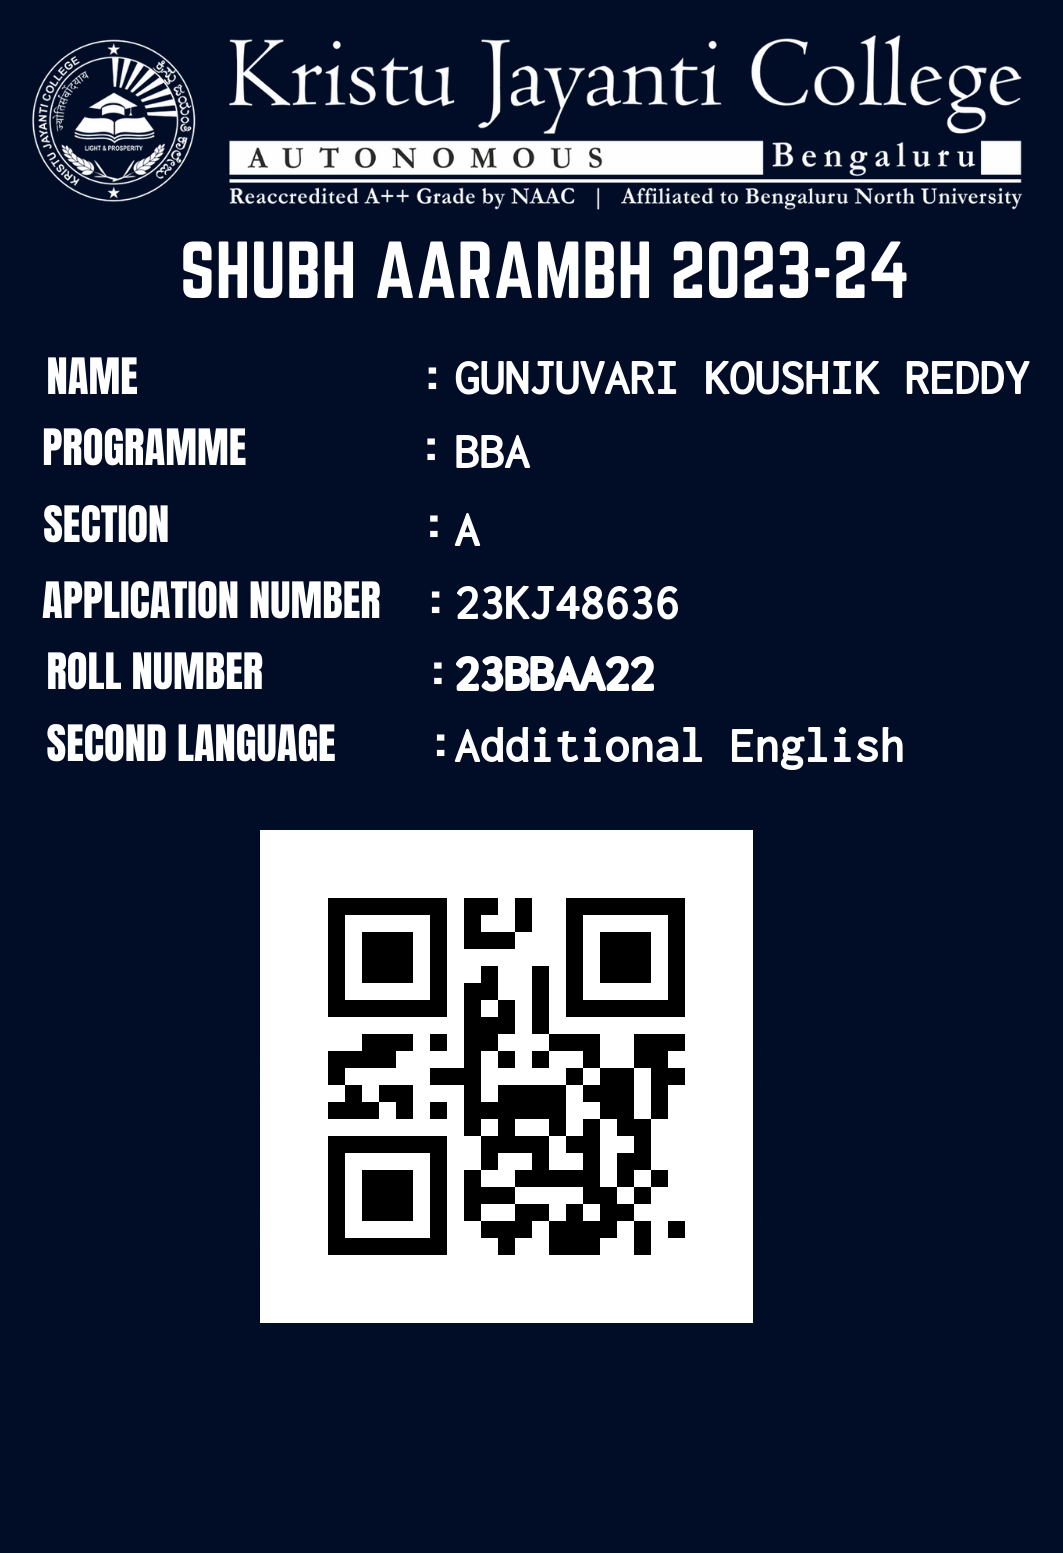 Kristu Jayanti College
AUTONOMOUS Bengaluru
Reaccredited A++ Grade by NAAC | Affiliated to Bengaluru North University
KRISTU JAYANTI COLLEGE
ಕ್ರಿಸ್ತು ಜಯಂತಿ ಕಾಲೇಜು
LIGHT & PROSPERITY
SHUBH AARAMBH 2023-24
NAME : GUNJUVARI KOUSHIK REDDY
PROGRAMME : BBA
SECTION : A
APPLICATION NUMBER : 23KJ48636
ROLL NUMBER : 23BBAA22
SECOND LANGUAGE : Additional English